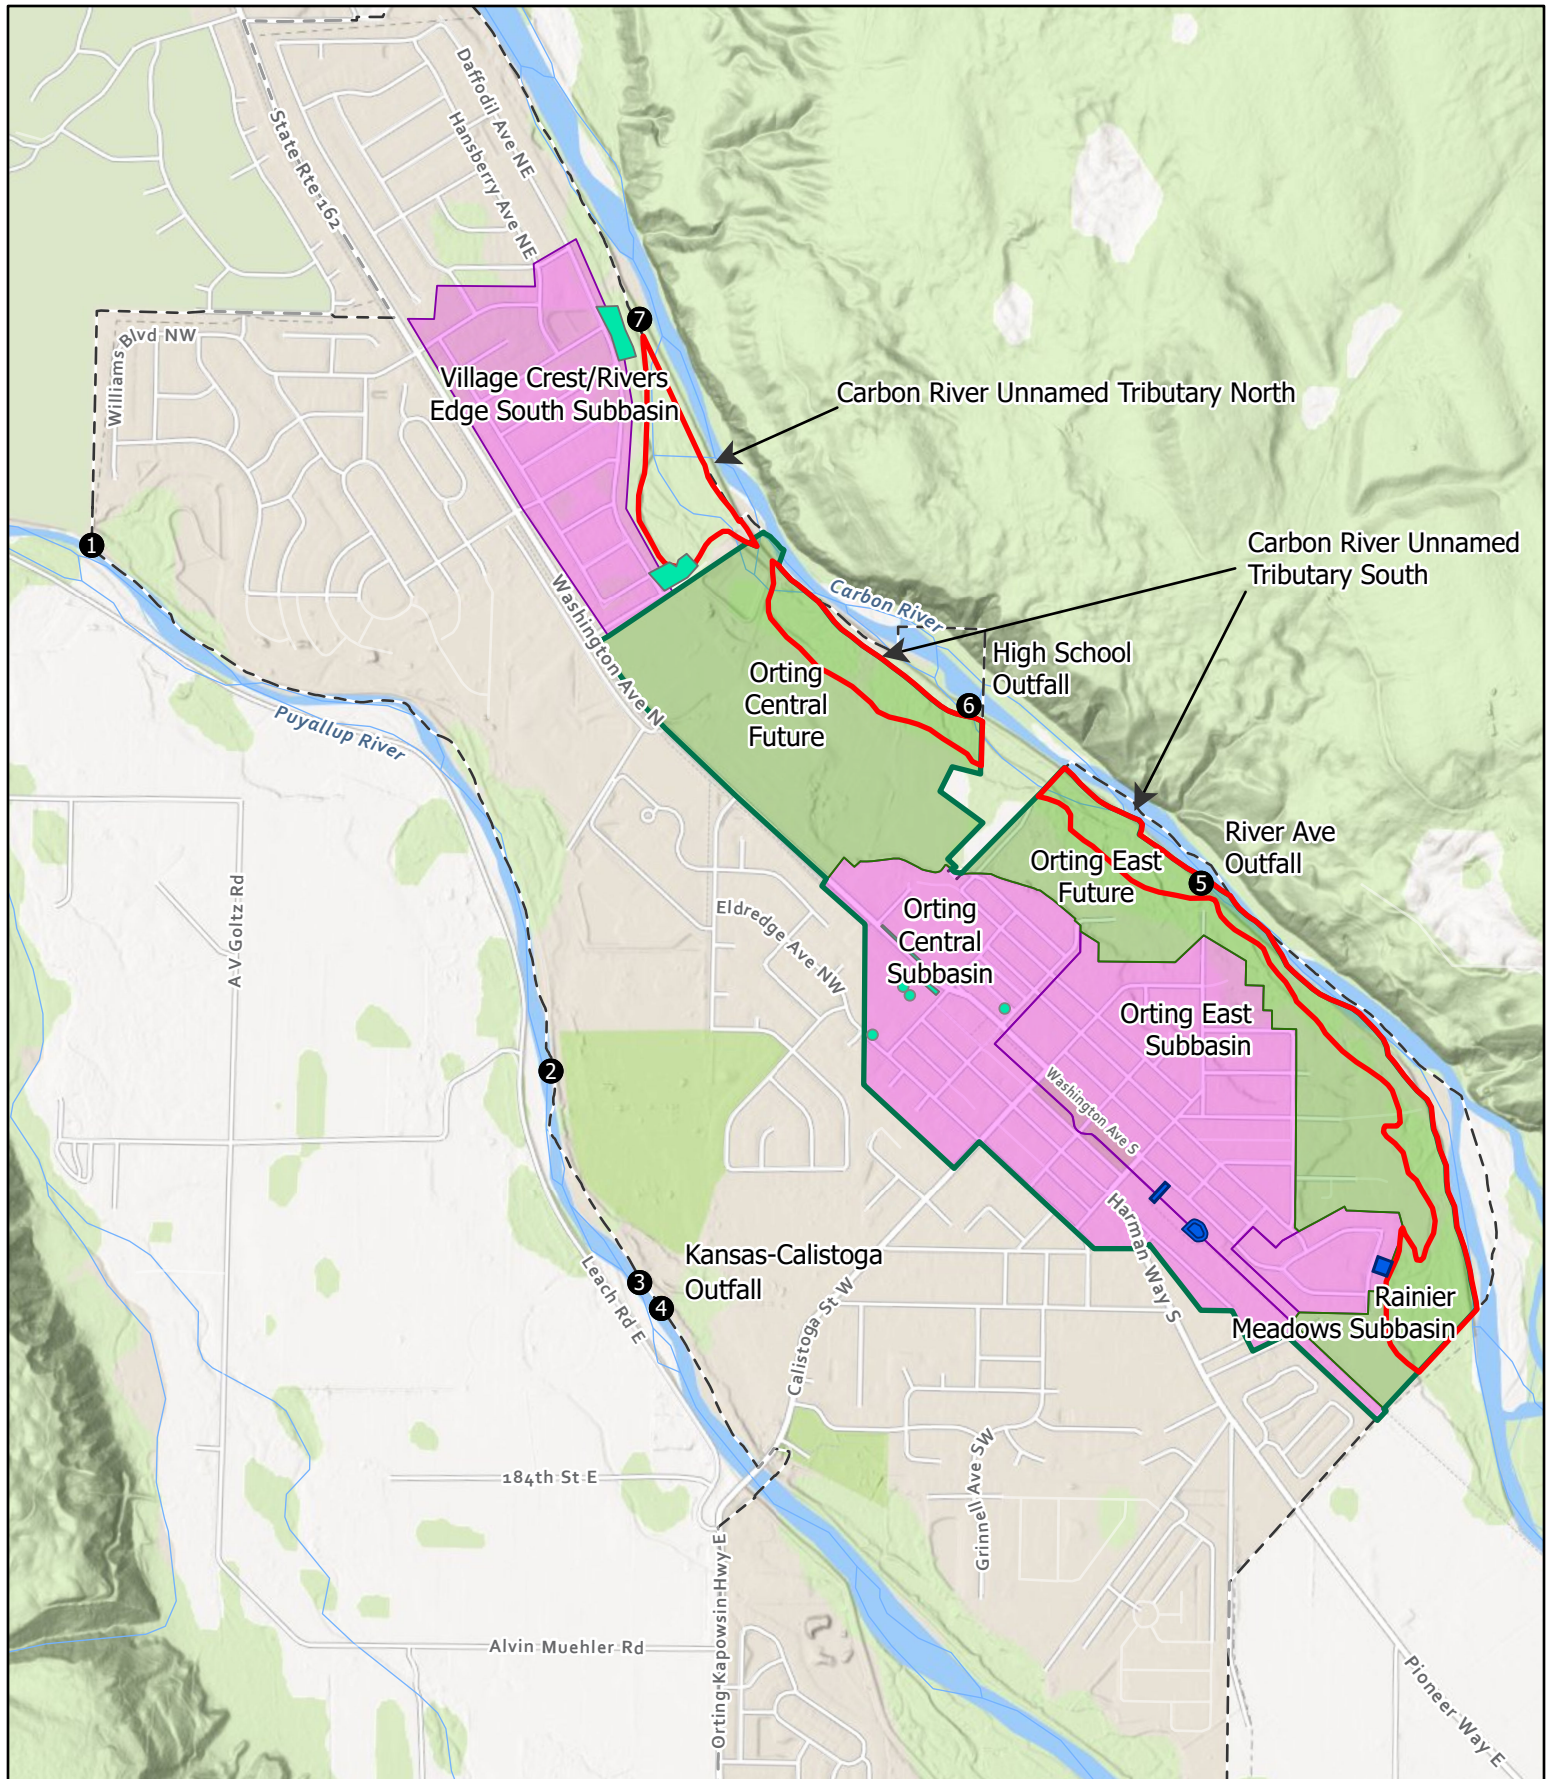 Daffodil Ave NE
Hansberry Ave NE
State Rte 162
7
Williams Blvd NW
Village Crest/Rivers
Edge South Subbasin
Carbon River Unnamed Tributary North
1
Carbon River Unnamed
Tributary South
Washington Ave N
Carbon River
High School
Outfall
6
Orting
Central
Future
Puyallup River
River Ave
Outfall
5
Orting East
Future
A V Goltz Rd
Eldredge Ave NW
Orting
Central
Subbasin
Orting East
Subbasin
2
Washington Ave S
Harman Way S
Kansas-Calistoga
Outfall
3
4
Leach Rd E
Calistoga St W
Rainier
Meadows Subbasin
Grinnell Ave SW
184th St E
Orting Kapowsin Hwy E
Alvin Muehler Rd
Pioneer Way E